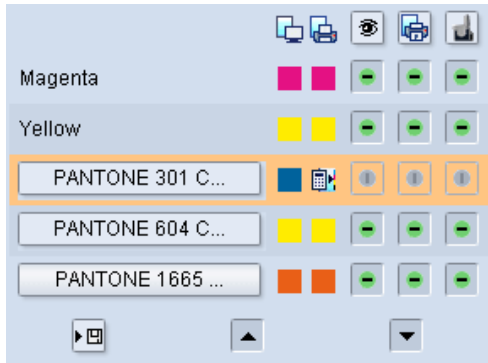 Magenta
Yellow
PANTONE 301 C...
PANTONE 604 C...
PANTONE 1665 ...